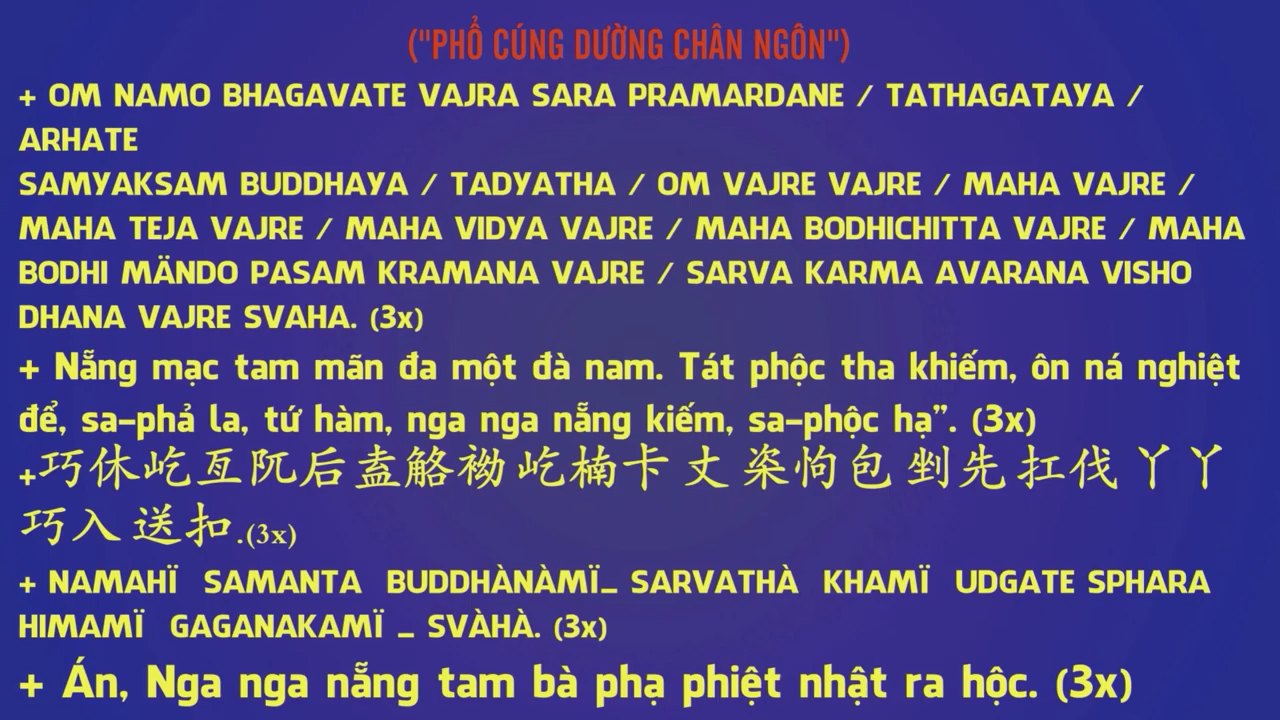 ("PHỔ CÚNG DƯỜNG CHÂN NGÔN")
+ OM NAMO BHAGAVATE VAJRA SARA PRAMARDANE / TATHAGATAYA /
ARHATE
SAMYAKSAM BUDDHAYA / TADYATHA / OM VAJRE VAJRE / MAHA VAJRE /
MAHA TEJA VAJRE / MAHA VIDYA VAJRE / MAHA BODHICHITTA VAJRE / MAHA
BODHI MÄNDO PASAM KRAMANA VAJRE / SARVA KARMA AVARANA VISHO
DHANA VAJRE SVAHA. (3x)
+ Nẵng mạc tam mãn đa một đà nam. Tát phộc tha khiếm, ôn ná nghiệt
để, sa-phả la, tứ hàm, nga nga nẵng kiếm, sa-phộc hạ”. (3x)
+巧休屹亙阢后盍觡袎屹楠卡丈 栥怐包 剉先 扛伐 丫丫
巧入 送扣.(3x)
+ NAMAHÏ SAMANTA BUDDHÀNÀMÏ_ SARVATHÀ KHAMÏ UDGATE SPHARA
HIMAMÏ GAGANAKAMÏ _ SVÀHÀ. (3x)
+ Án, Nga nga nẵng tam bà phạ phiệt nhật ra hộc. (3x)